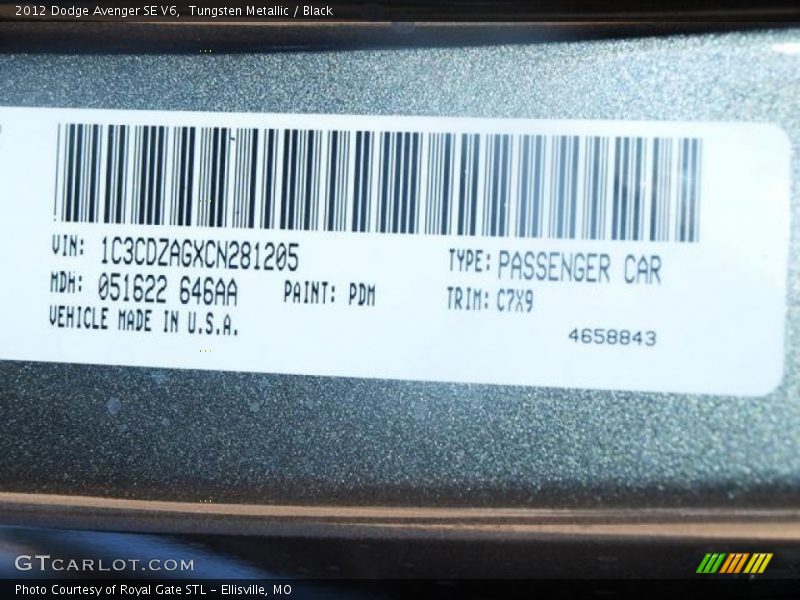 2012 Dodge Avenger SE V6,  Tungsten Metallic / Black
VIN: 1C3CDZAGXCN281205 TYPE: PASSENGER CAR
MDH: 051622 646AA PAINT: PDM TRIM: C7X9
VEHICLE MADE IN U.S.A.
4658843
GTCARLOT.COM
Photo Courtesy of Royal Gate STL - Ellisville, MO